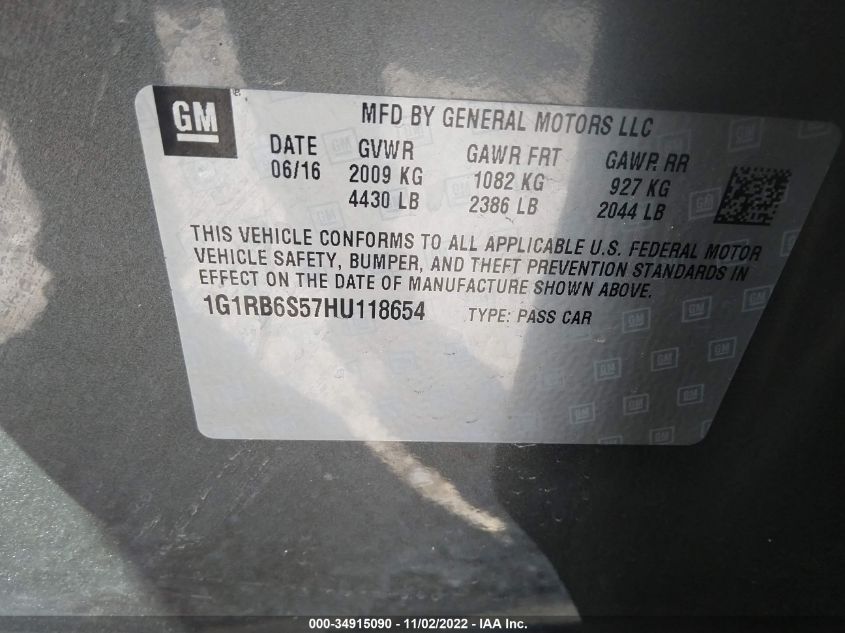 GM
MFD BY GENERAL MOTORS LLC
DATE GVWR GAWR FRT GAWR RR
06/16 2009 KG 1082 KG 927 KG
4430 LB 2386 LB 2044 LB
THIS VEHICLE CONFORMS TO ALL APPLICABLE U.S. FEDERAL MOTOR
VEHICLE SAFETY, BUMPER, AND THEFT PREVENTION STANDARDS IN
EFFECT ON THE DATE OF MANUFACTURE SHOWN ABOVE.
1G1RB6S57HU118654 TYPE: PASS CAR
000-34915090 - 11/02/2022 - IAA Inc.